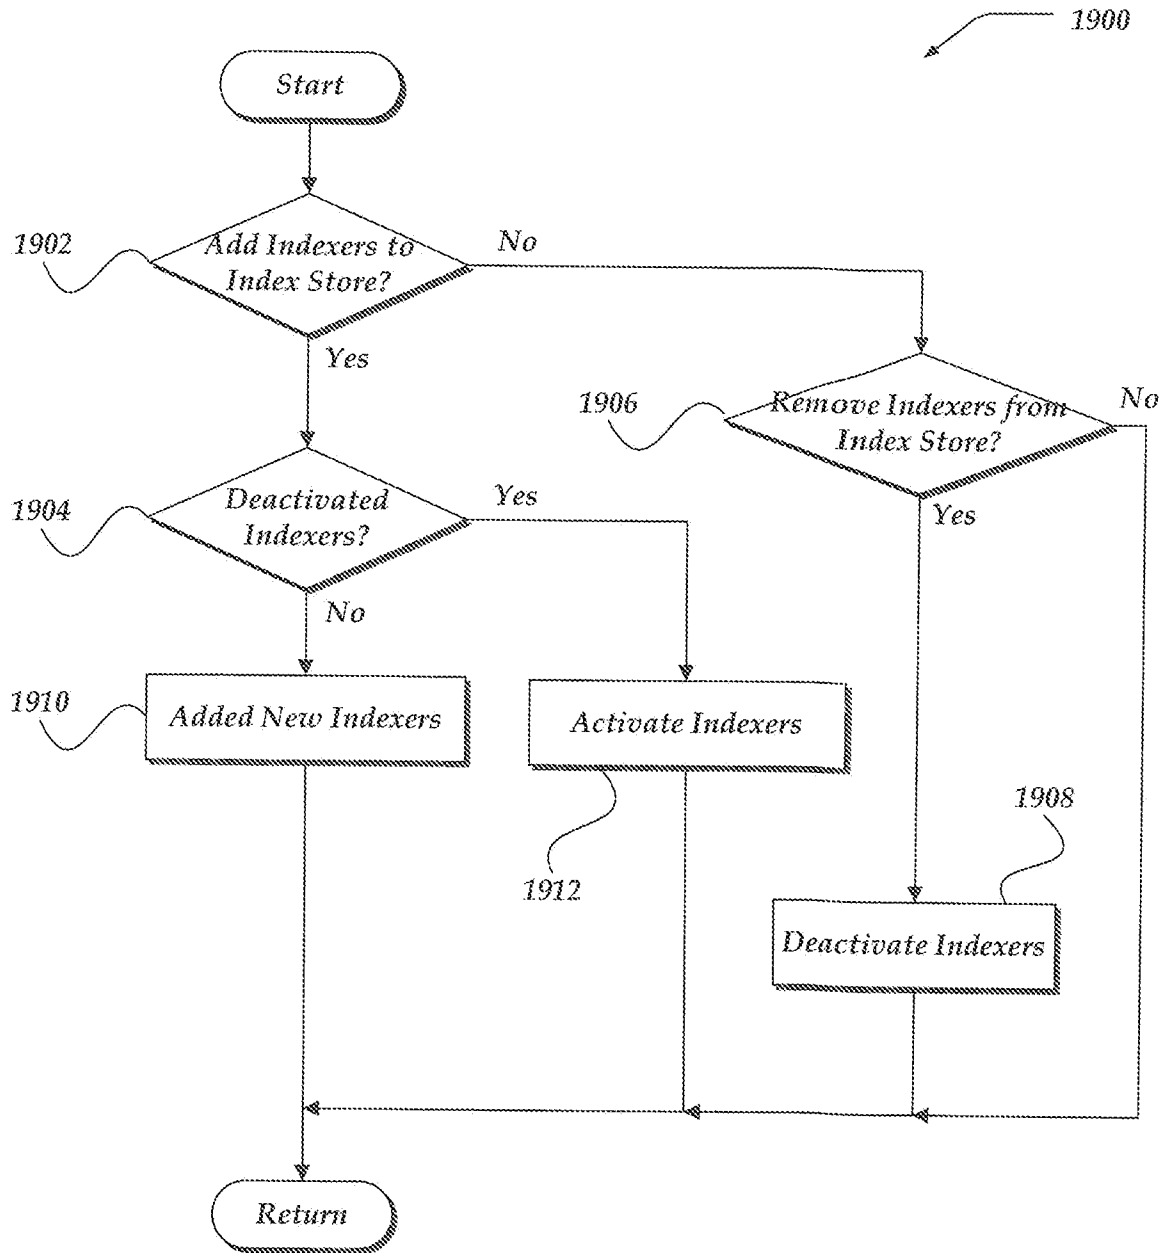 1900
Start
1902
Add Indexers to
Index Store?
No
Yes
1906
Remove Indexers from
Index Store?
No
Yes
1904
Deactivated
Indexers?
Yes
No
1910
Added New Indexers
Activate Indexers
1912
1908
Deactivate Indexers
Return